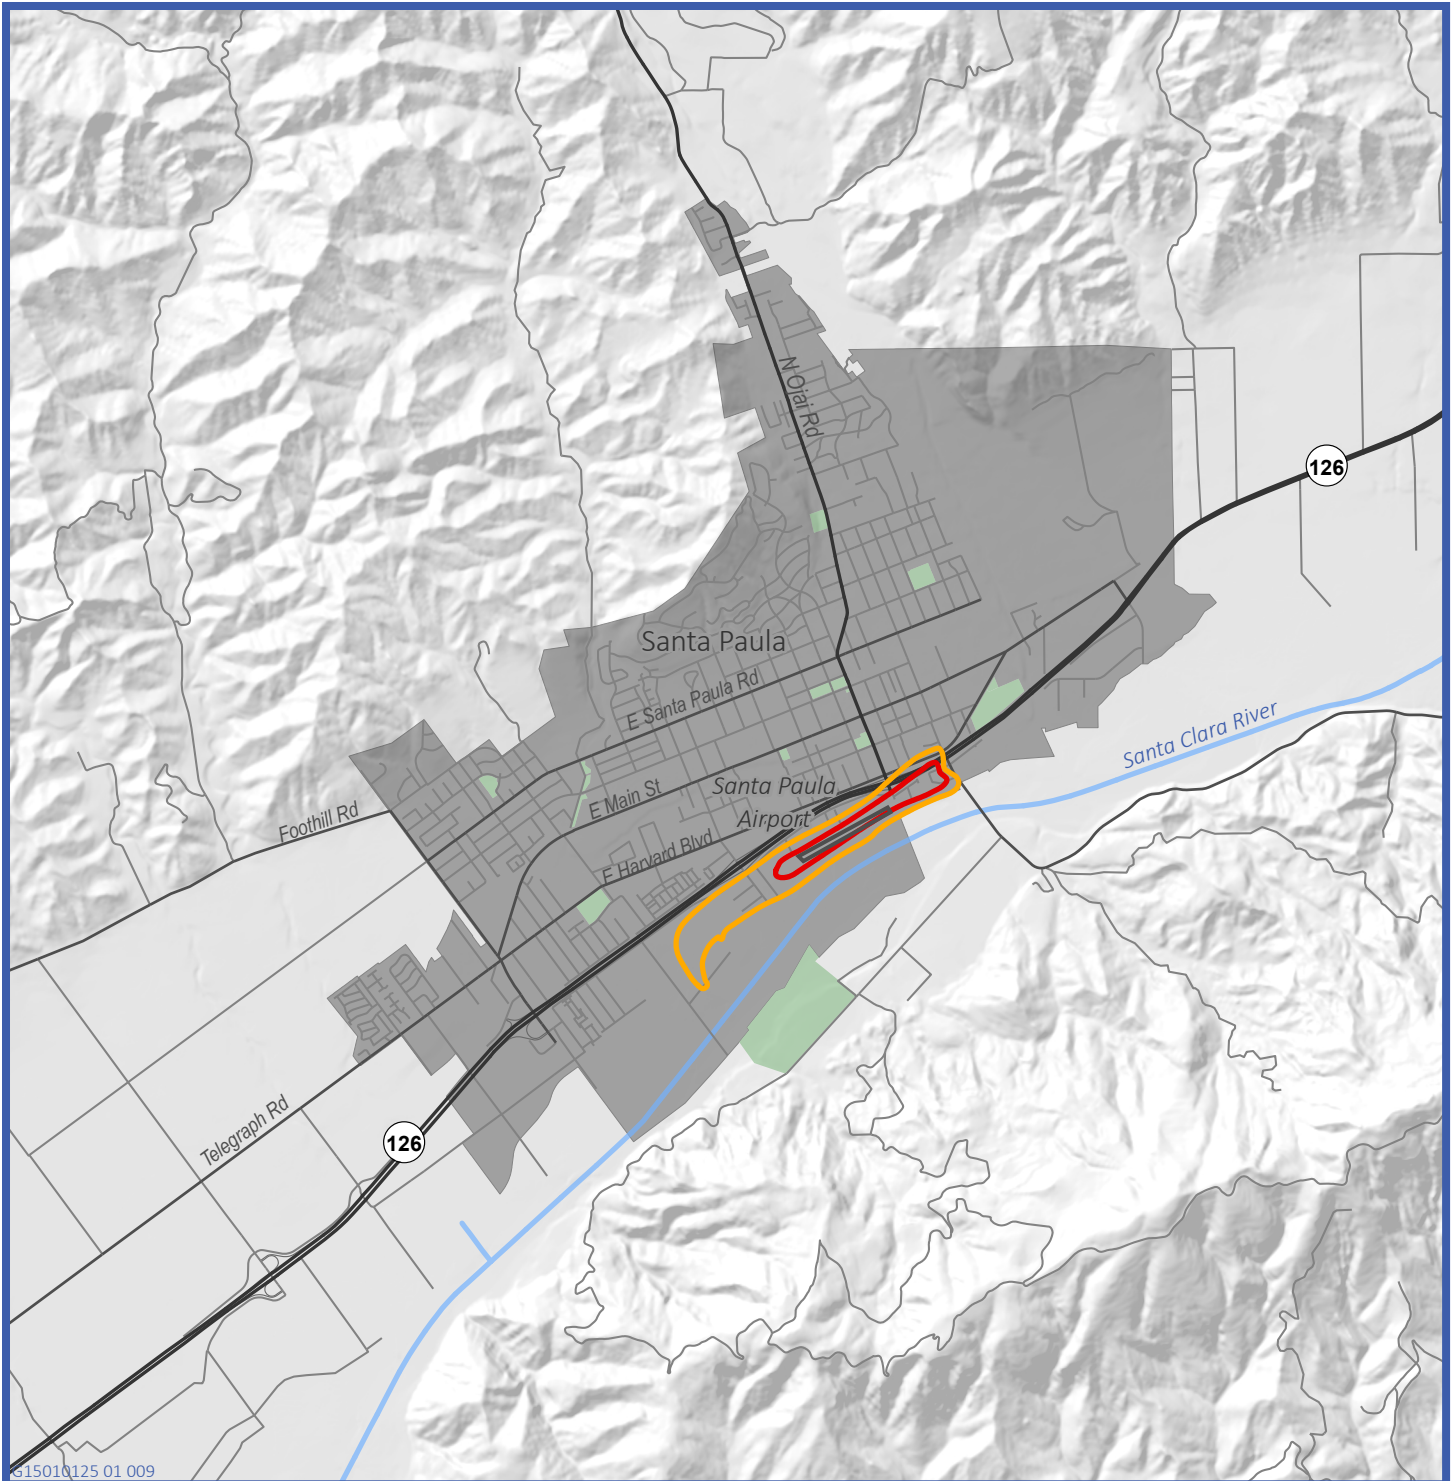 N Ojai Rd
126
Santa Paula
E Santa Paula Rd
Santa Clara River
Santa Paula
Airport
E Main St
Foothill Rd
E Harvard Blvd
Telegraph Rd
126
G15010125 01 009